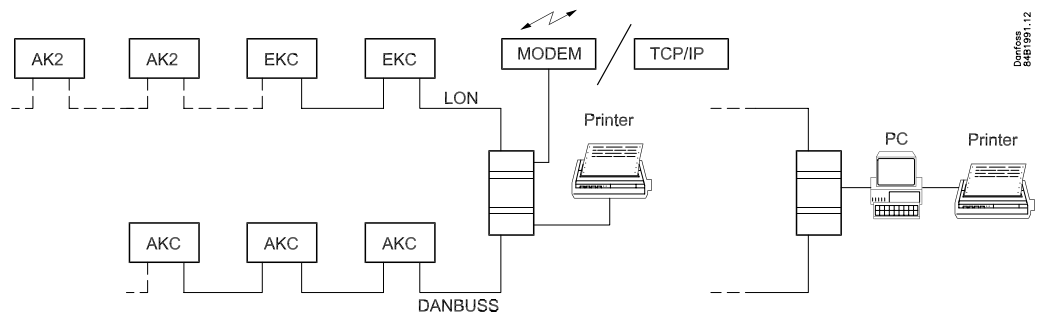 AK2
AK2
EKC
EKC
MODEM
TCP/IP
Danfoss
84B1991.12
LON
Printer
PC
Printer
AKC
AKC
AKC
DANBUSS